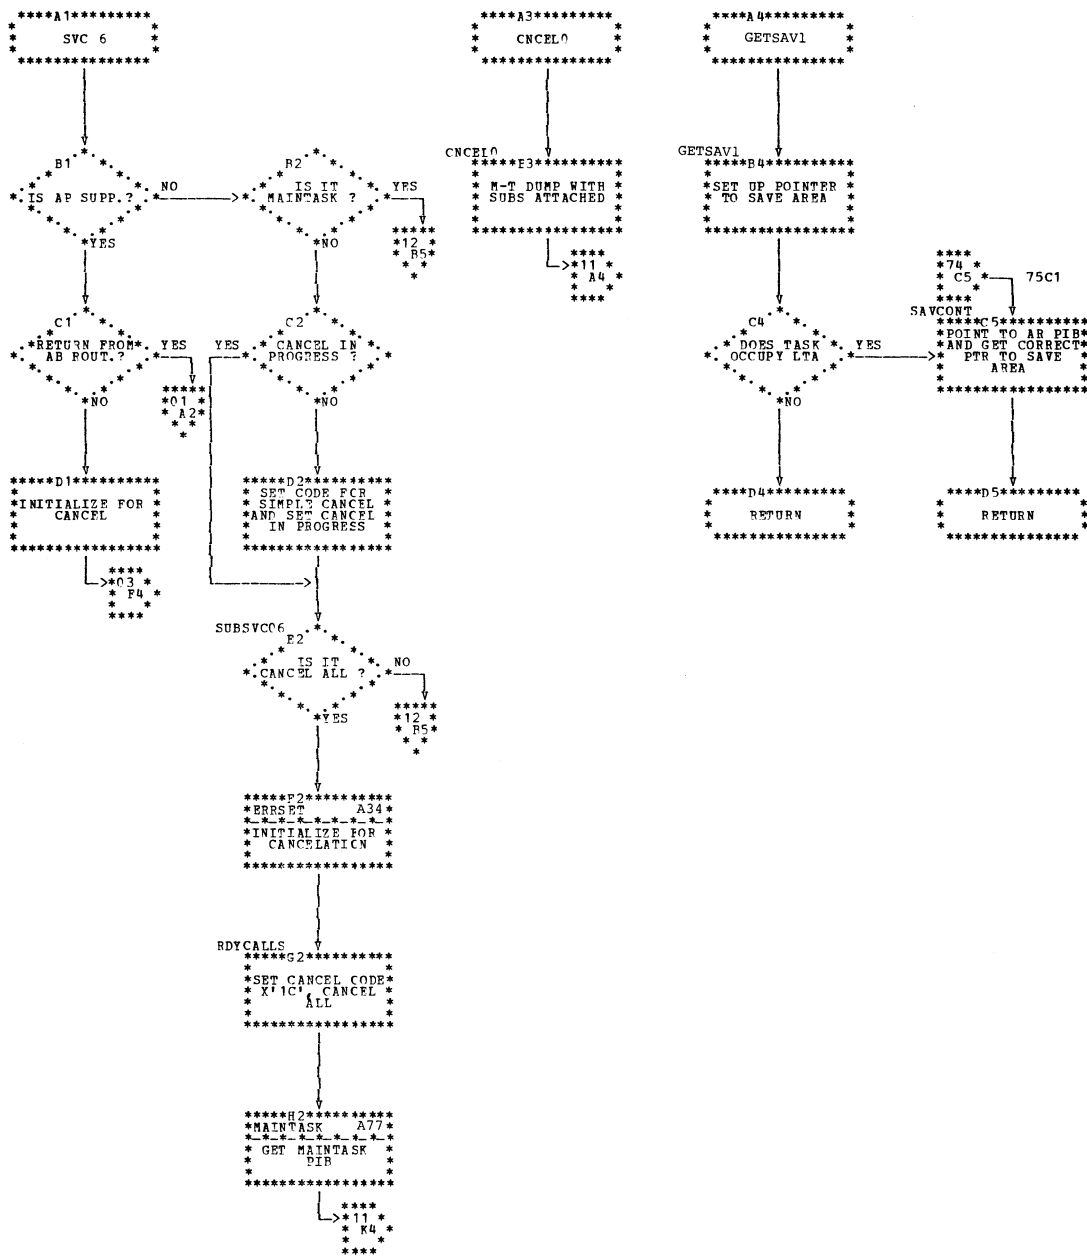 *****A1*********
SVC 6
*****A3*********
CNCEL0
****A4*********
GETSAV1
B1
IS AP SUPP.?
NO
YES
B2
IS IT
MAINTASK ?
YES
NO
12
B5
CNCEL0
M-T DUMP WITH
SUBS ATTACHED
11
A4
GETSAV1
*****B4**********
SET UP POINTER
TO SAVE AREA
C1
RETURN FROM
AB ROUT.?
YES
NO
01
A2
C2
CANCEL IN
PROGRESS ?
YES
NO
C4
DOES TASK
OCCUPY LTA
YES
NO
74
C5
75C1
SAVCONT
*****C5**********
POINT TO AR PIB
AND GET CORRECT
PTR TO SAVE
AREA
*****D1**********
INITIALIZE FOR
CANCEL
03
F4
*****D2**********
SET CODE FOR
SIMPLE CANCEL
AND SET CANCEL
IN PROGRESS
****D4*********
RETURN
****D5*********
RETURN
SUBSVC06
E2
IS IT
CANCEL ALL ?
NO
YES
12
B5
*****F2**********
*ERRSET A34*
*-*-*-*-*-*-*-*-*
INITIALIZE FOR
CANCELATION
RDYCALLS
*****G2**********
SET CANCEL CODE
X'1C', CANCEL
ALL
*****H2**********
*MAINTASK A77*
*-*-*-*-*-*-*-*-*
GET MAINTASK
PIB
11
K4